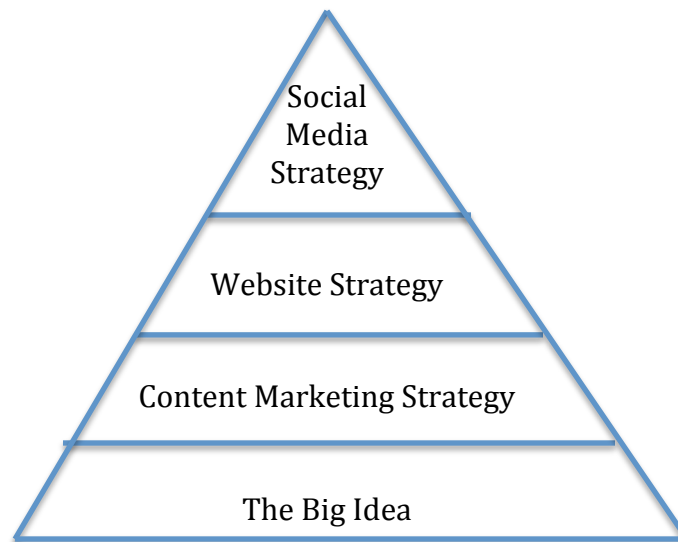 Social
Media
Strategy
Website Strategy
Content Marketing Strategy
The Big Idea